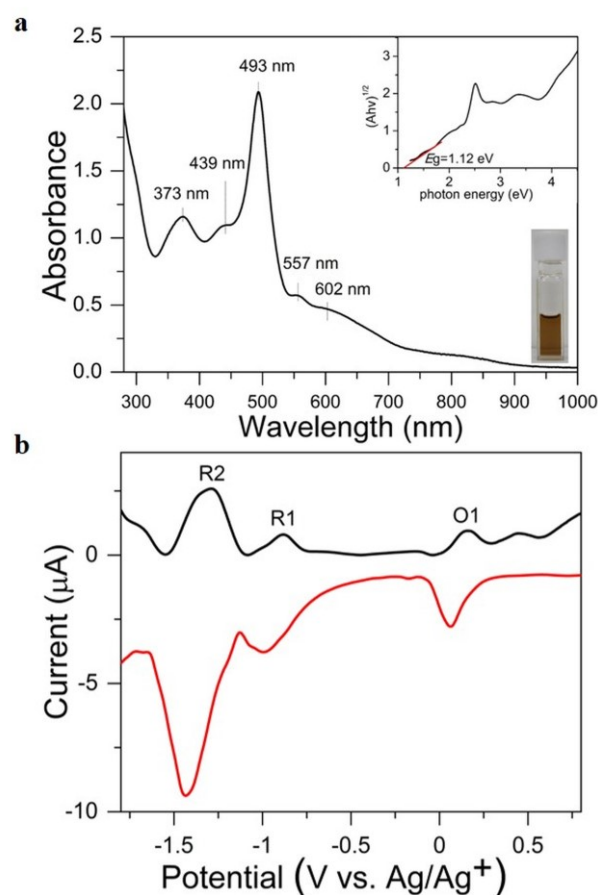 a
2.5
2.0
1.5
1.0
0.5
0.0
Absorbance
373 nm
439 nm
493 nm
557 nm
602 nm
300 400 500 600 700 800 900 1000
Wavelength (nm)
3
2
1
0
(Ahv)1/2
Eg=1.12 eV
1 2 3 4
photon energy (eV)
b
0
-5
-10
Current (μA)
R2
R1
O1
-1.5 -1 -0.5 0 0.5
Potential (V vs. Ag/Ag+)